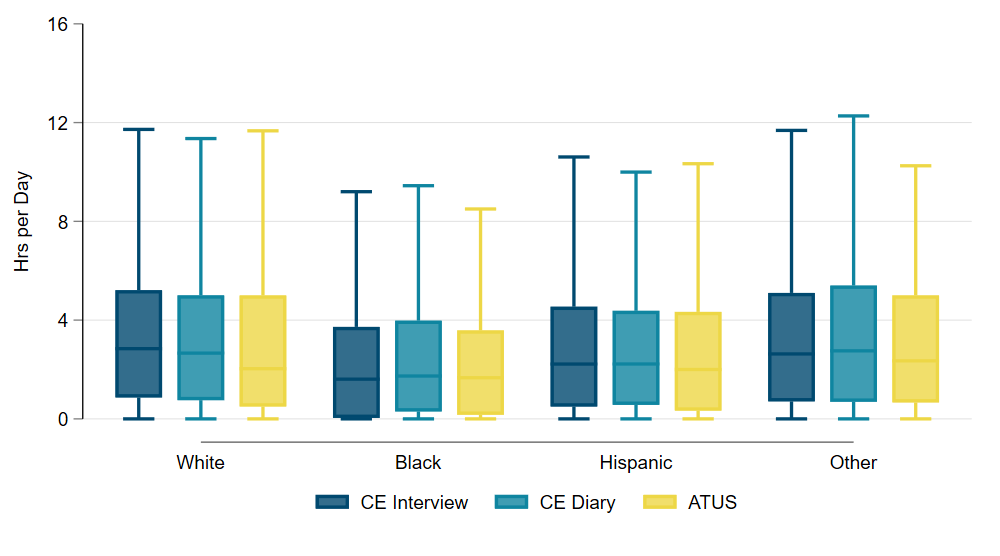 16
12
8
4
0
Hrs per Day
White Black Hispanic Other
CE Interview CE Diary ATUS